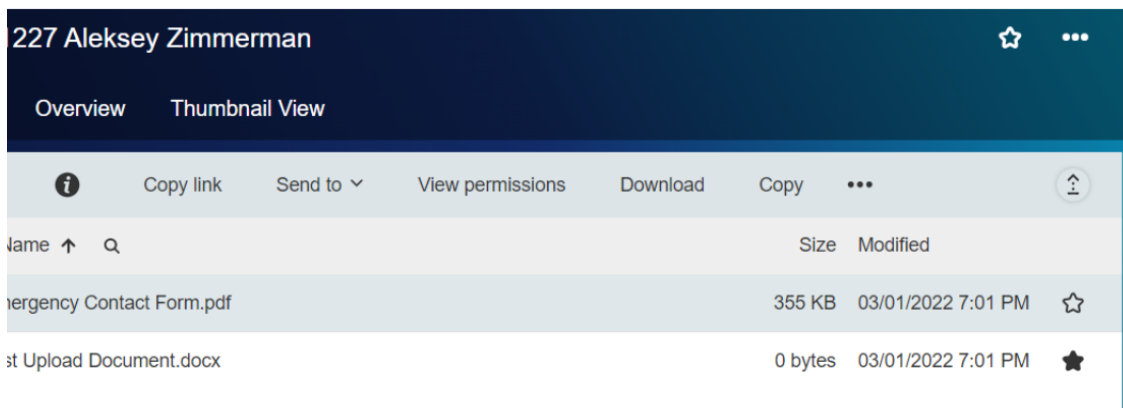 1227 Aleksey Zimmerman
Overview Thumbnail View
Copy link Send to View permissions Download Copy
Name Size Modified
mergency Contact Form.pdf 355 KB 03/01/2022 7:01 PM
st Upload Document.docx 0 bytes 03/01/2022 7:01 PM